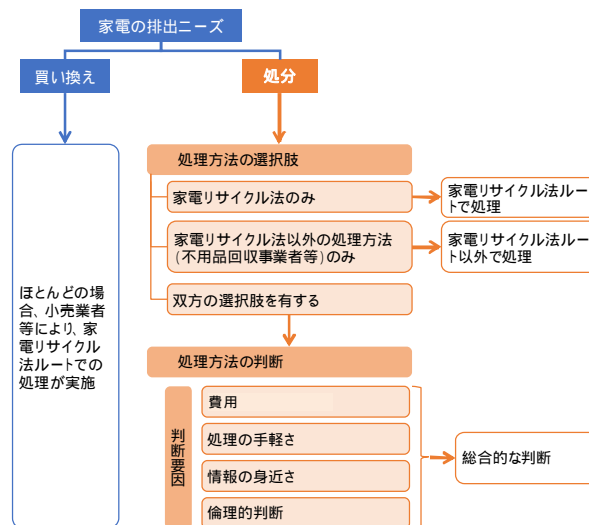 家電の排出ニーズ
買い換え
処分
処理方法の選択肢
家電リサイクル法のみ
家電リサイクル法ルー
トで処理
家電リサイクル法以外の処理方法
(不用品回収事業者等)のみ
家電リサイクル法ルー
ト以外で処理
双方の選択肢を有する
ほとんどの場
合、小売業者
等により、家
電リサイクル
法ルートでの
処理が実施
処理方法の判断
判断要因
費用
処理の手軽さ
情報の身近さ
倫理的判断
総合的な判断